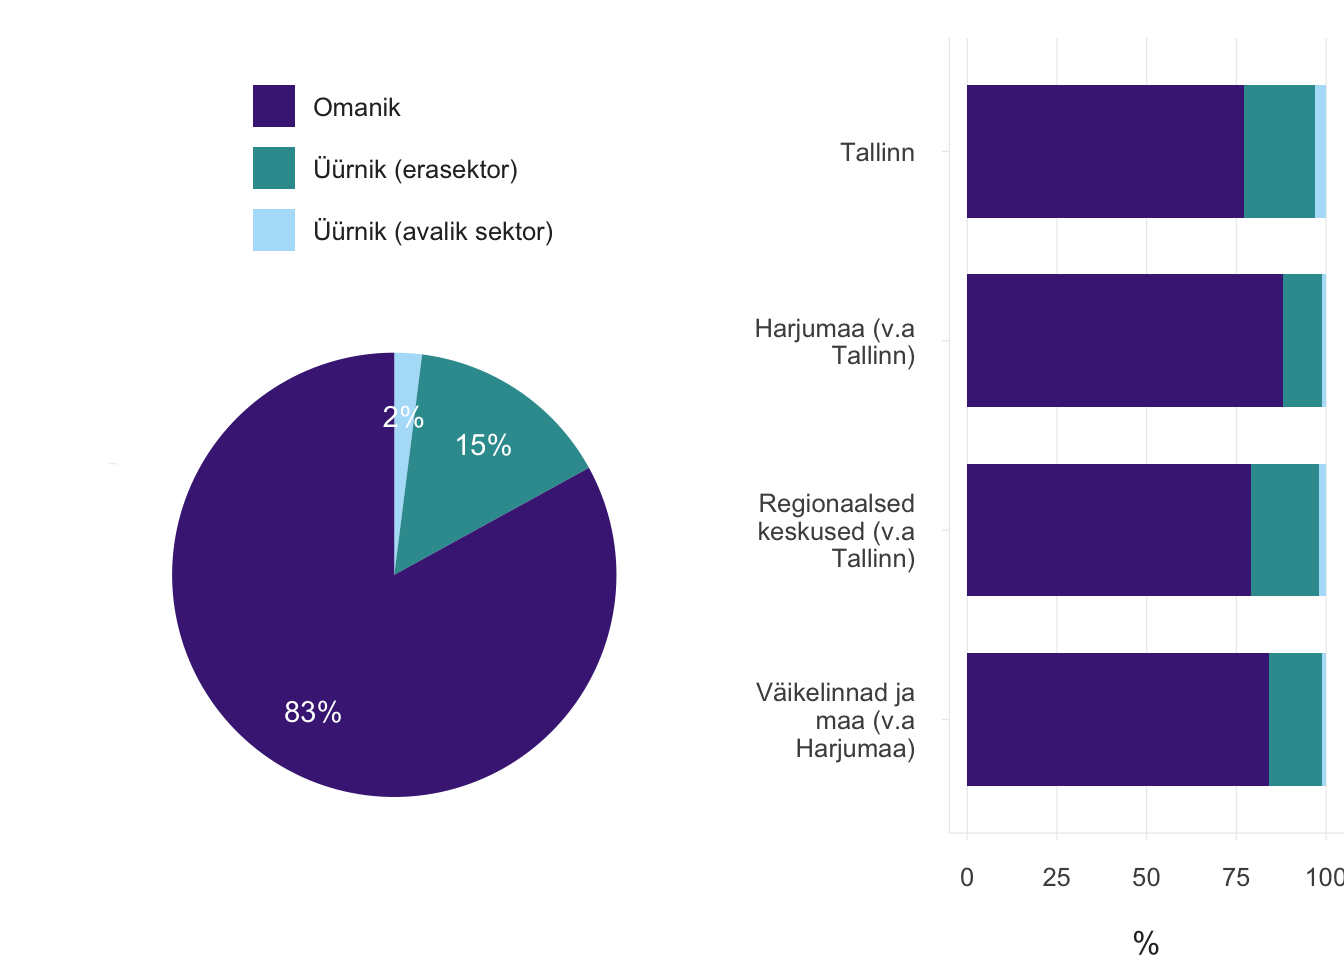 Omanik
Üürnik (erasektor)
Üürnik (avalik sektor)
2%
15%
83%
Tallinn
Harjumaa (v.a
Tallinn)
Regionaalsed
keskused (v.a
Tallinn)
Väikelinnad ja
maa (v.a
Harjumaa)
0 25 50 75 100
%